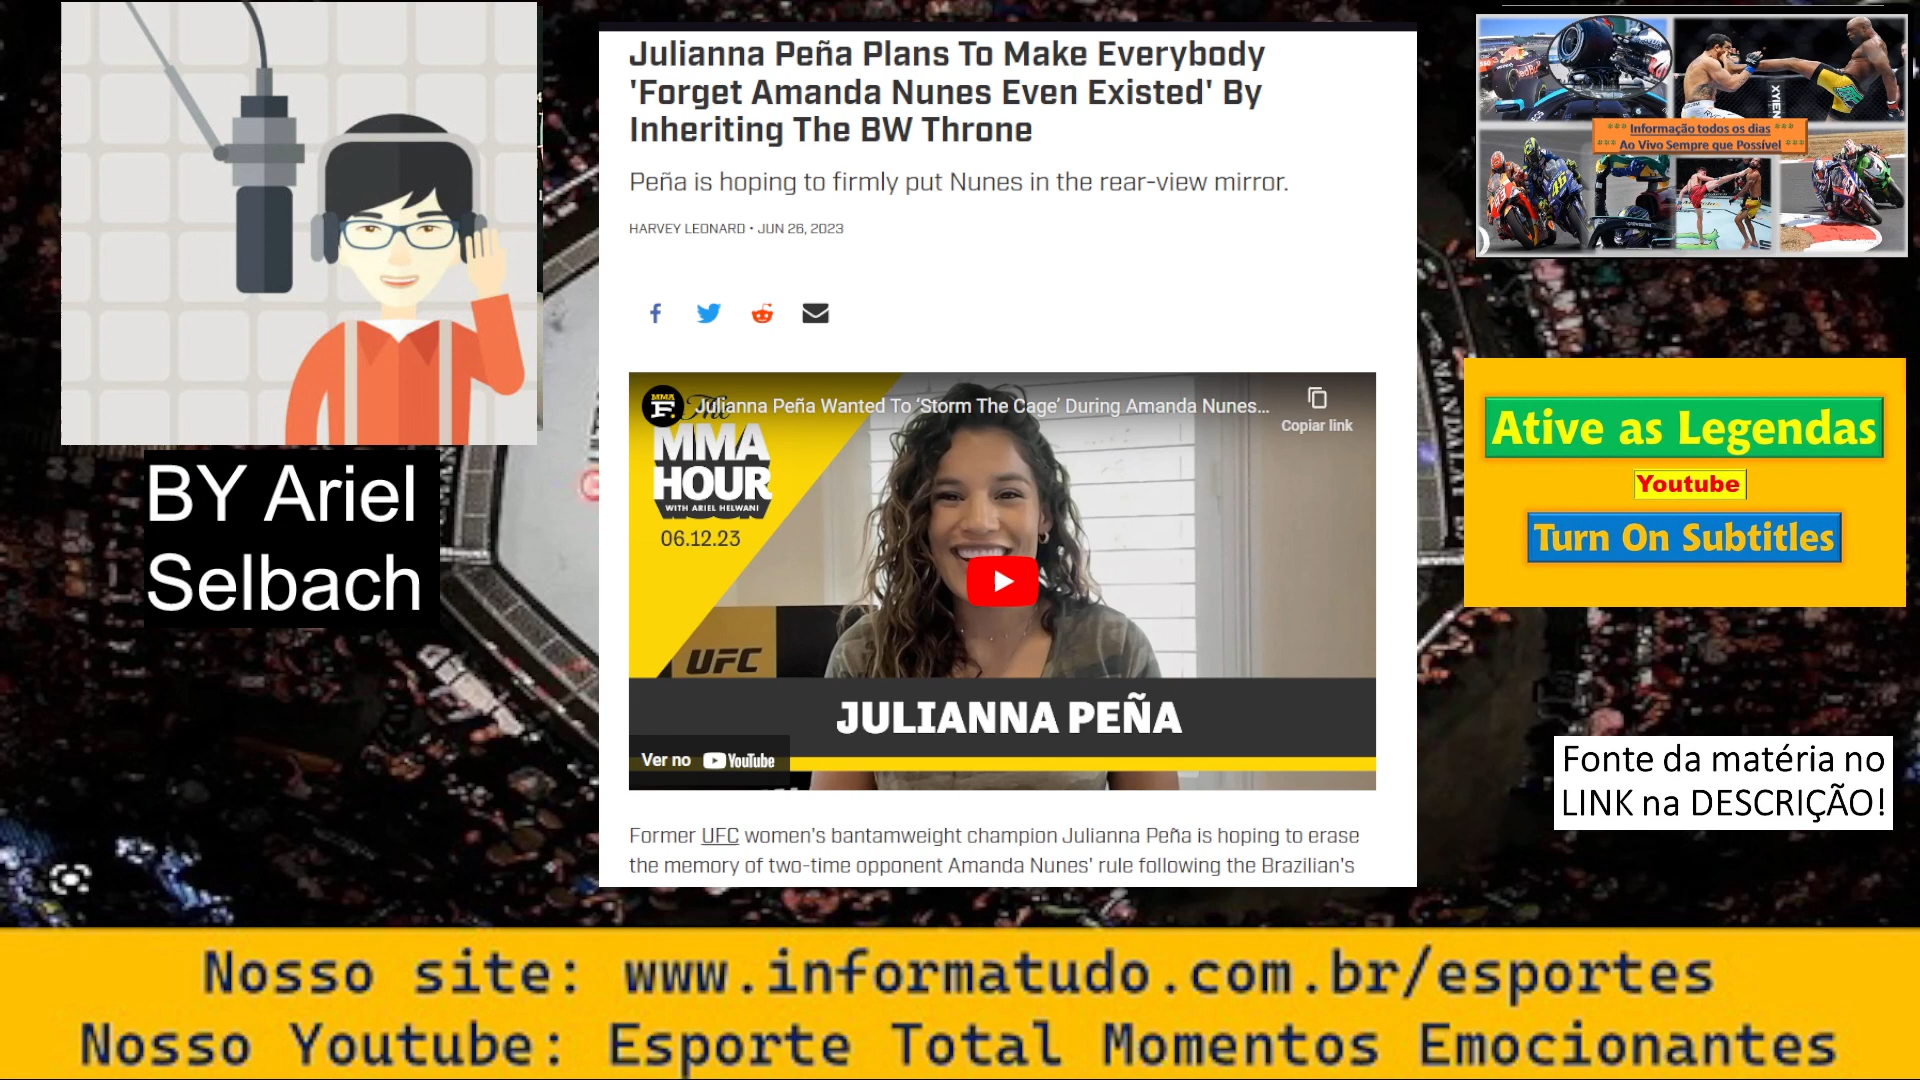 BY Ariel
Selbach
Julianna Peña Plans To Make Everybody
'Forget Amanda Nunes Even Existed' By
Inheriting The BW Throne
Peña is hoping to firmly put Nunes in the rear-view mirror.
HARVEY LEONARD • JUN 26, 2023
MMA
F.
Julianna Peña Wanted To ‘Storm The Cage’ During Amanda Nunes...
Copiar link
The
MMA
HOUR
WITH ARIEL HELWANI
06.12.23
UFC
JULIANNA PEÑA
Ver no YouTube
Former UFC women's bantamweight champion Julianna Peña is hoping to erase
the memory of two-time opponent Amanda Nunes' rule following the Brazilian's
*** Informação todos os dias ***
*** Ao Vivo Sempre que Possível ***
Ative as Legendas
Youtube
Turn On Subtitles
Fonte da matéria no
LINK na DESCRIÇÃO!
Nosso site: www.informatudo.com.br/esportes
Nosso Youtube: Esporte Total Momentos Emocionantes